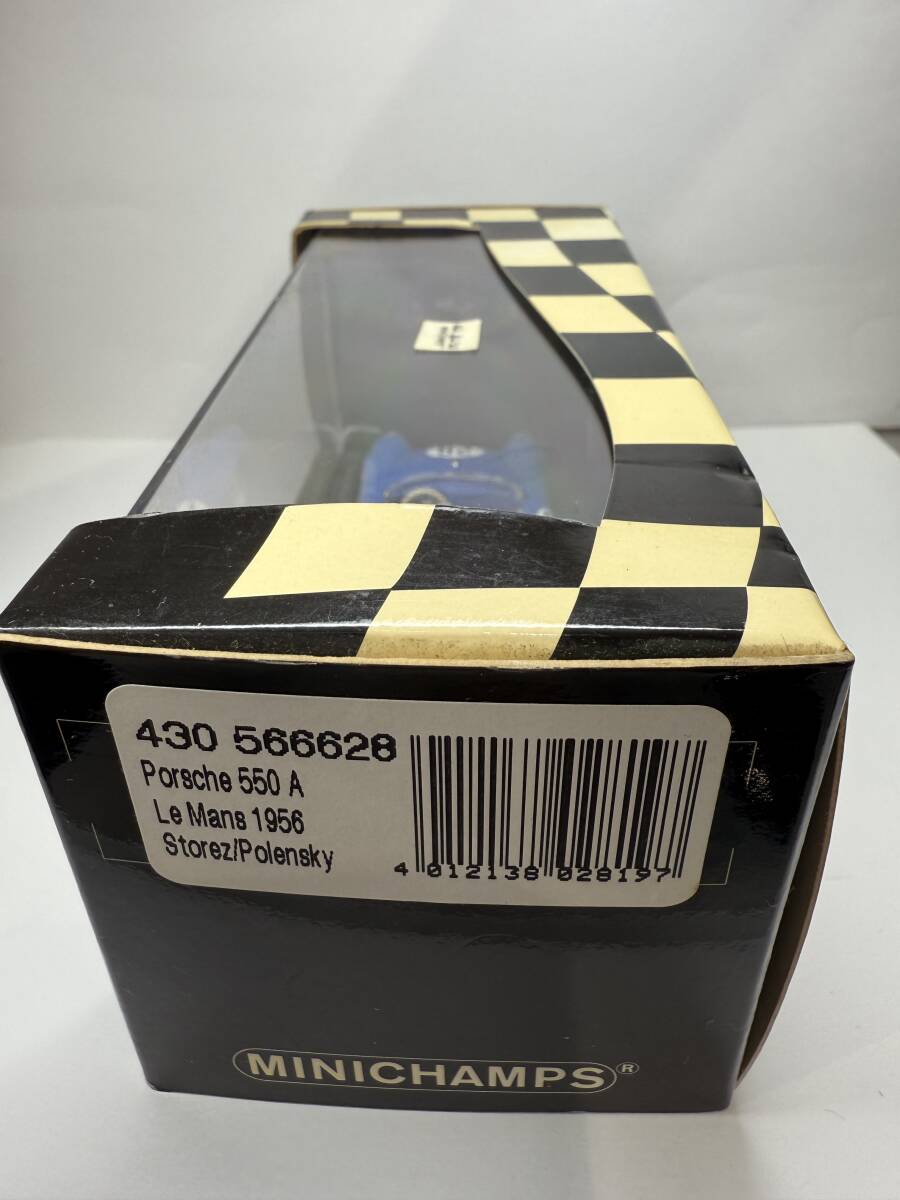 430 566628
Porsche 550 A
Le Mans 1956
Storez/Polensky
4 012138 028197
MINICHAMPS®